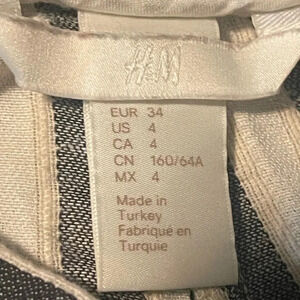 H&M
EUR 34
US 4
CA 4
CN 160/64A
MX 4
Made in
Turkey
Fabriqué en
Turquie